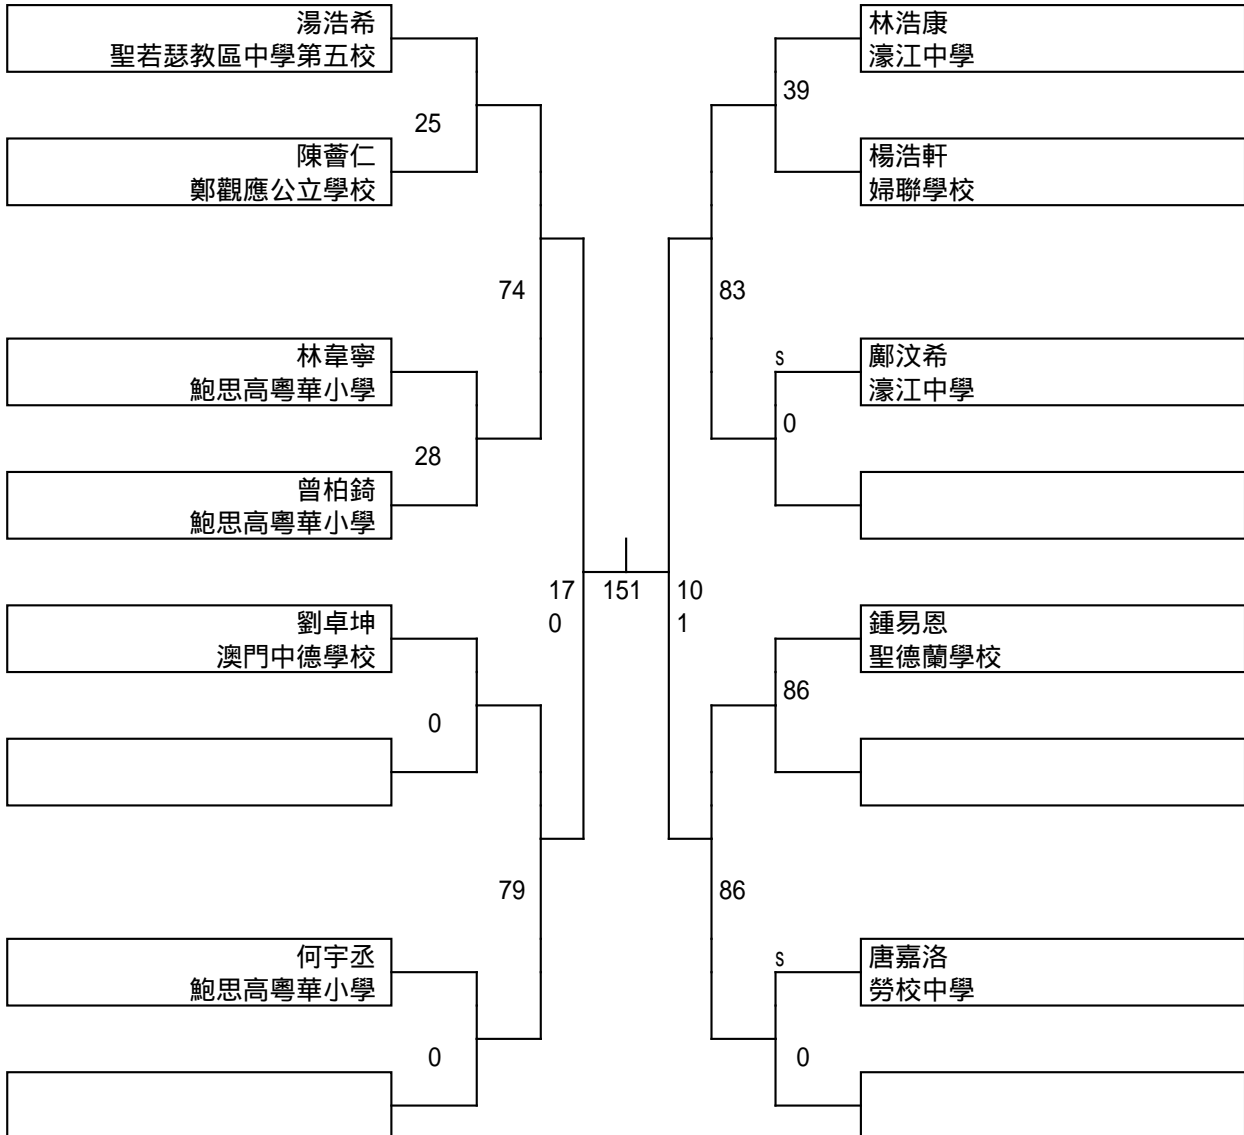 湯浩希
聖若瑟教區中學第五校
25
陳薈仁
鄭觀應公立學校
74
林韋寧
鮑思高粵華小學
28
曾柏錡
鮑思高粵華小學
17
0
劉卓坤
澳門中德學校
0
79
何宇丞
鮑思高粵華小學
0
151
林浩康
濠江中學
39
楊浩軒
婦聯學校
83
s
鄺汶希
濠江中學
0
10
1
鍾易恩
聖德蘭學校
86
86
s
唐嘉洛
勞校中學
0